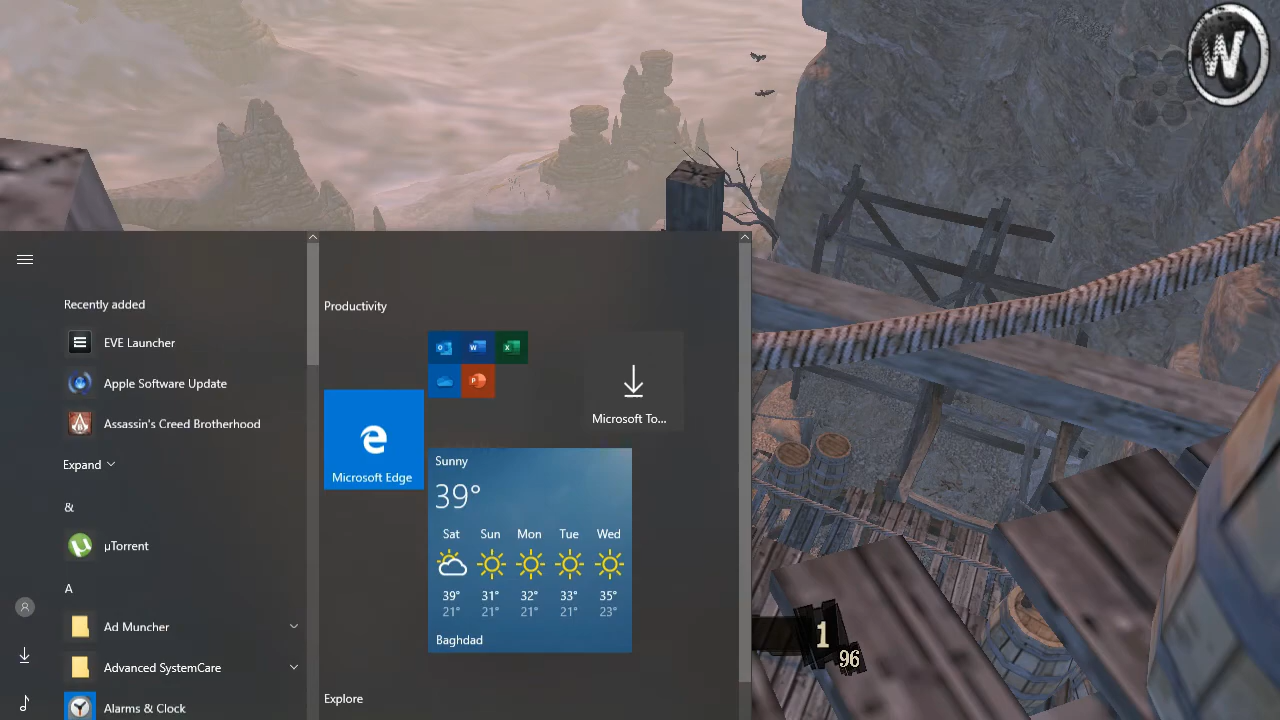 W
Recently added
EVE Launcher
Apple Software Update
Assassin's Creed Brotherhood
Expand
&
µTorrent
A
Ad Muncher
Advanced SystemCare
Alarms & Clock
Productivity
Microsoft Edge
Microsoft To...
Sunny
39°
Sat Sun Mon Tue Wed
39° 31° 32° 33° 35°
21° 21° 21° 21° 23°
Baghdad
Explore
1
96